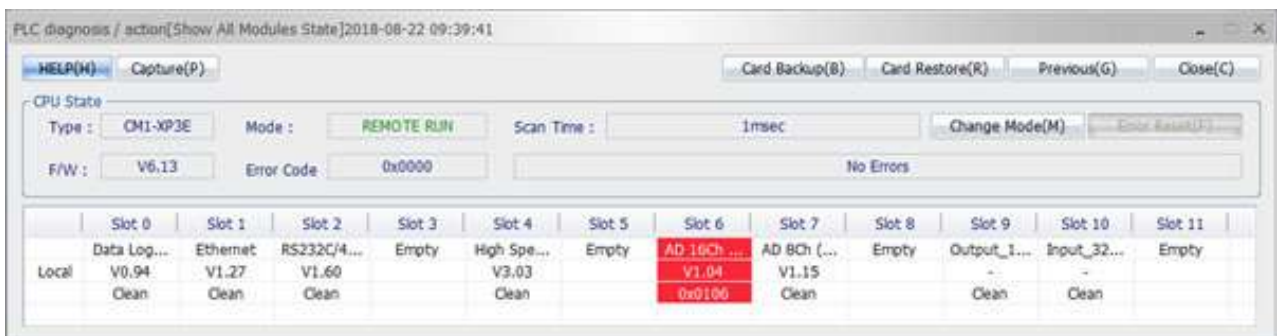 PLC diagnosis / action[Show All Modules State]2018-08-22 09:39:41
HELP(H) Capture(P) Card Backup(B) Card Restore(R) Previous(G) Close(C)
CPU State
Type : CM1-XP3E Mode : REMOTE RUN Scan Time : 1msec Change Mode(M) Error Reset(F)
F/W : V6.13 Error Code 0x0000 No Errors
Slot 0 Slot 1 Slot 2 Slot 3 Slot 4 Slot 5 Slot 6 Slot 7 Slot 8 Slot 9 Slot 10 Slot 11
Data Log... Ethernet RS232C/4... Empty High Spe... Empty AD 16Ch ... AD 8Ch (... Empty Output_1... Input_32... Empty
Local V0.94 V1.27 V1.60 V3.03 V1.04 V1.15 - -
Clean Clean Clean Clean 0x0106 Clean Clean Clean